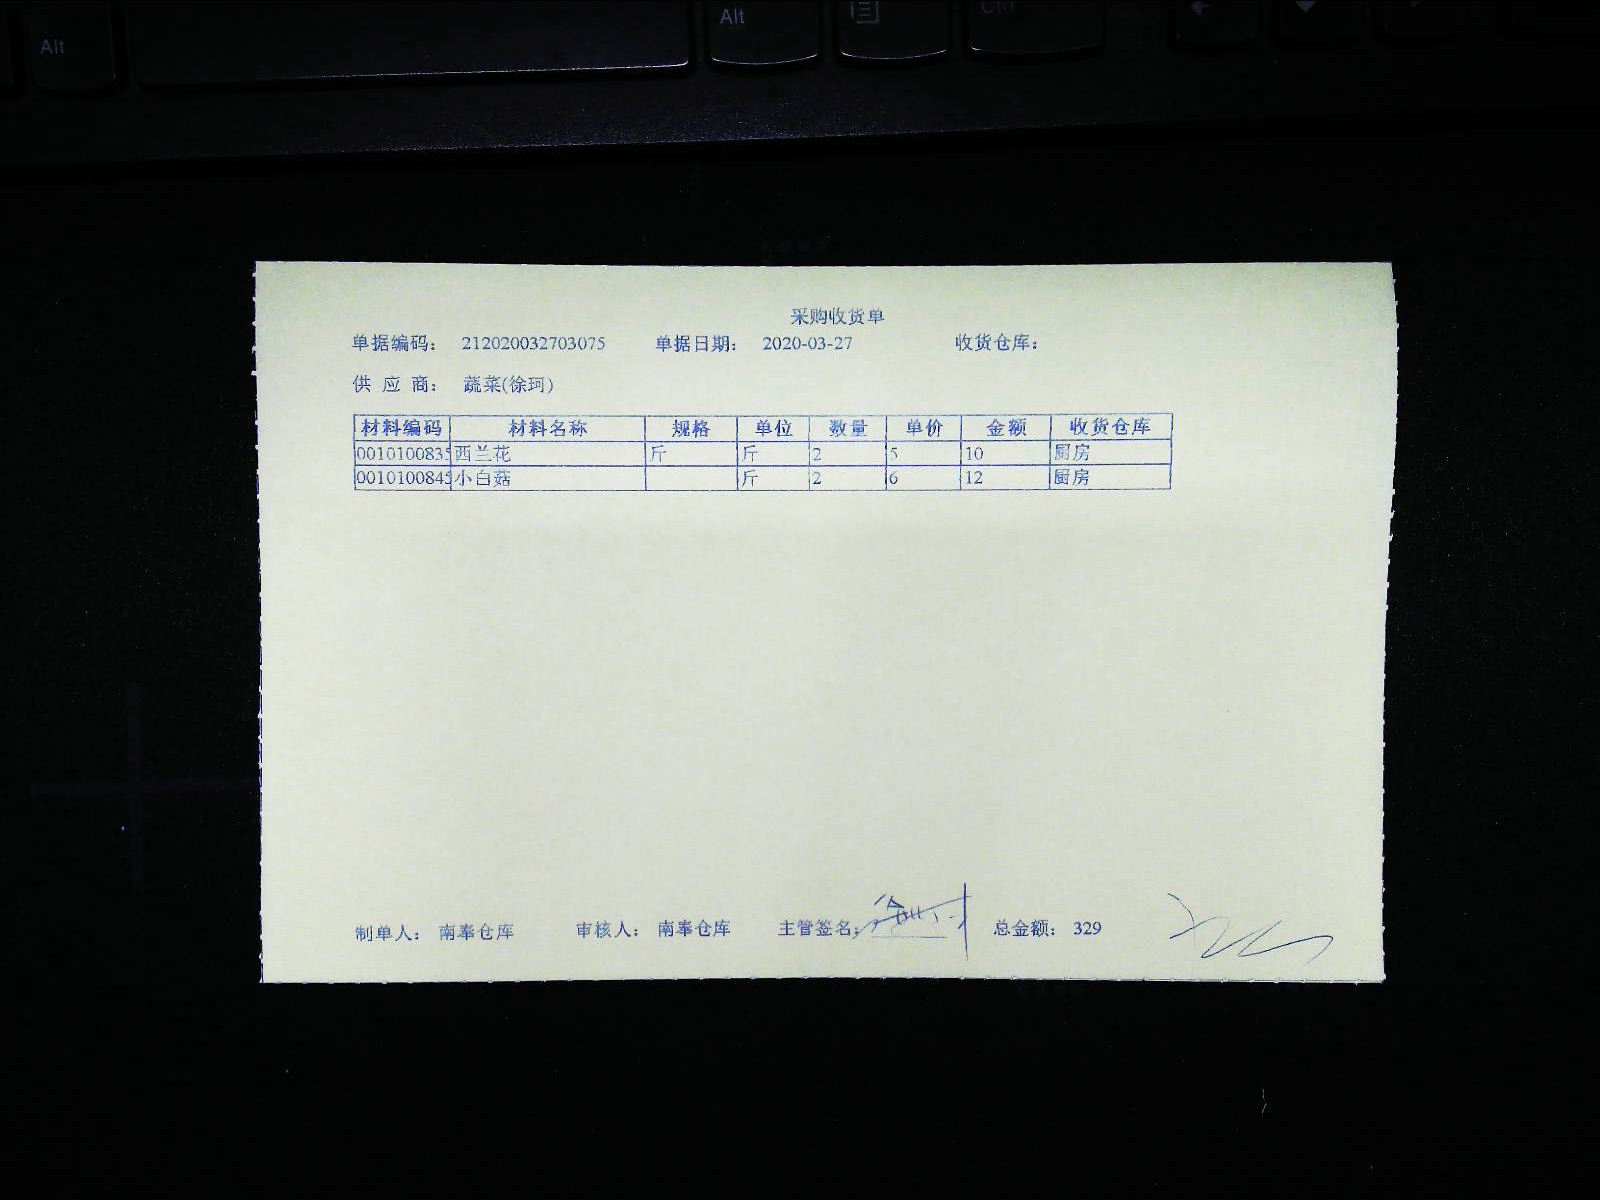 Alt
Alt
Ctrl
采购收货单
单据编码： 212020032703075 单据日期： 2020-03-27 收货仓库：
供 应 商： 蔬菜(徐珂)
材料编码 材料名称 规格 单位 数量 单价 金额 收货仓库
0010100835 西兰花 斤 斤 2 5 10 厨房
0010100845 小白菇 斤 2 6 12 厨房
制单人： 南奉仓库 审核人： 南奉仓库 主管签名： 总金额： 329